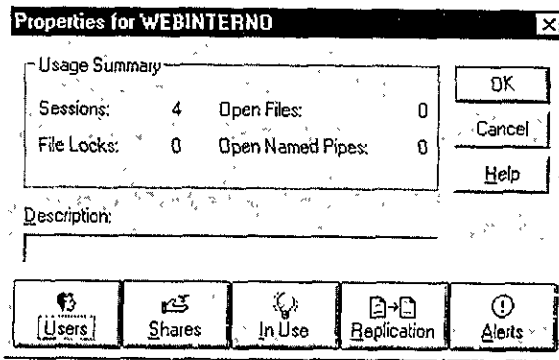 Properties for WEBINTERNO
Usage Summary
Sessions: 4 Open Files: 0
File Locks: 0 Open Named Pipes: 0
OK
Cancel
Help
Description:
Users Shares In Use Replication Alerts